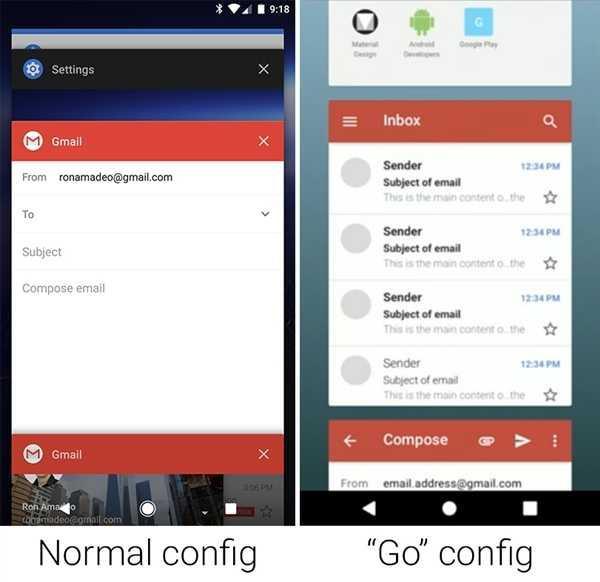 9:18
Settings
Gmail
From ronamadeo@gmail.com
To
Subject
Compose email
Gmail
3:06 PM
Ron Amadeo
ronamadeo@gmail.com
Normal config
Material
Design
Android
Developers
G
Google Play
Inbox
Sender 12:34 PM
Subject of email
This is the main content o..the
Sender 12:34 PM
Subject of email
This is the main content o..the
Sender 12:34 PM
Subject of email
This is the main content o..the
Sender 12:34 PM
Subject of email
This is the main content o..the
Compose
From email.address@gmail.com
“Go” config